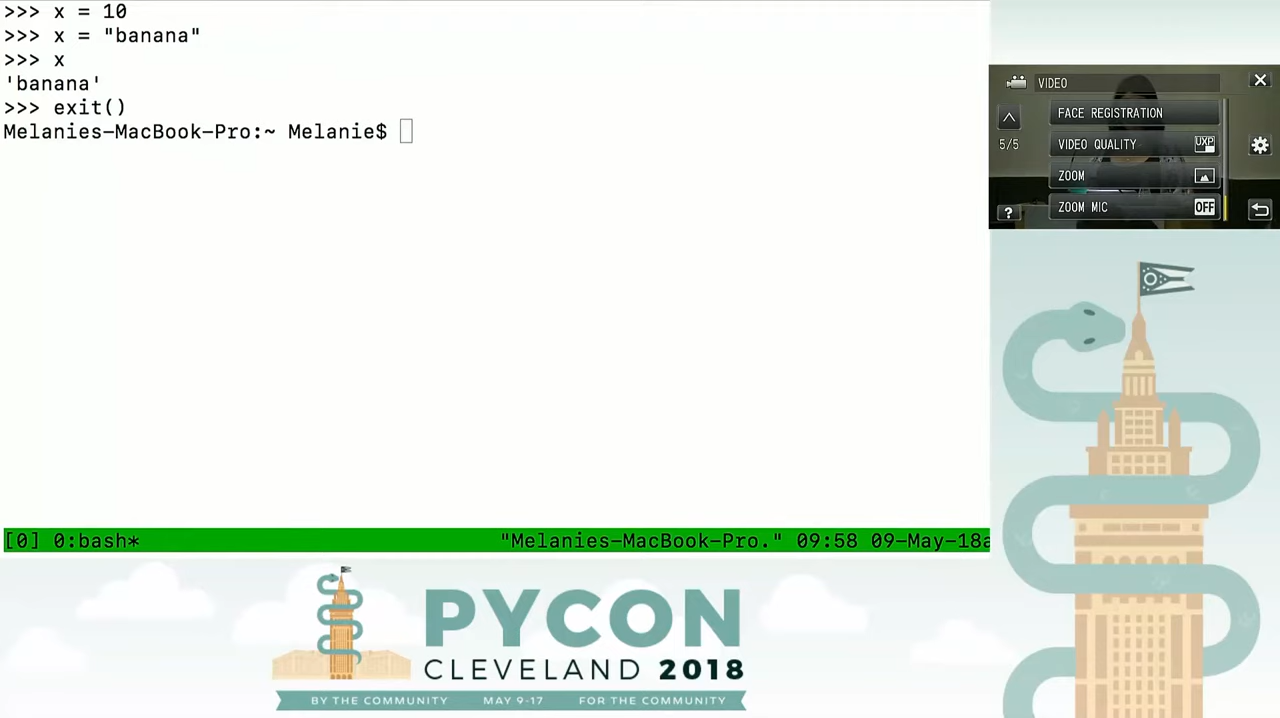 >>> x = 10
>>> x = "banana"
>>> x
'banana'
>>> exit()
Melanies-MacBook-Pro:~ Melanie$
[0] 0:bash*
"Melanies-MacBook-Pro." 09:58 09-May-18a
VIDEO
FACE REGISTRATION
5/5
VIDEO QUALITY UXP
ZOOM
ZOOM MIC OFF
?
PYCON
CLEVELAND 2018
BY THE COMMUNITY MAY 9-17 FOR THE COMMUNITY